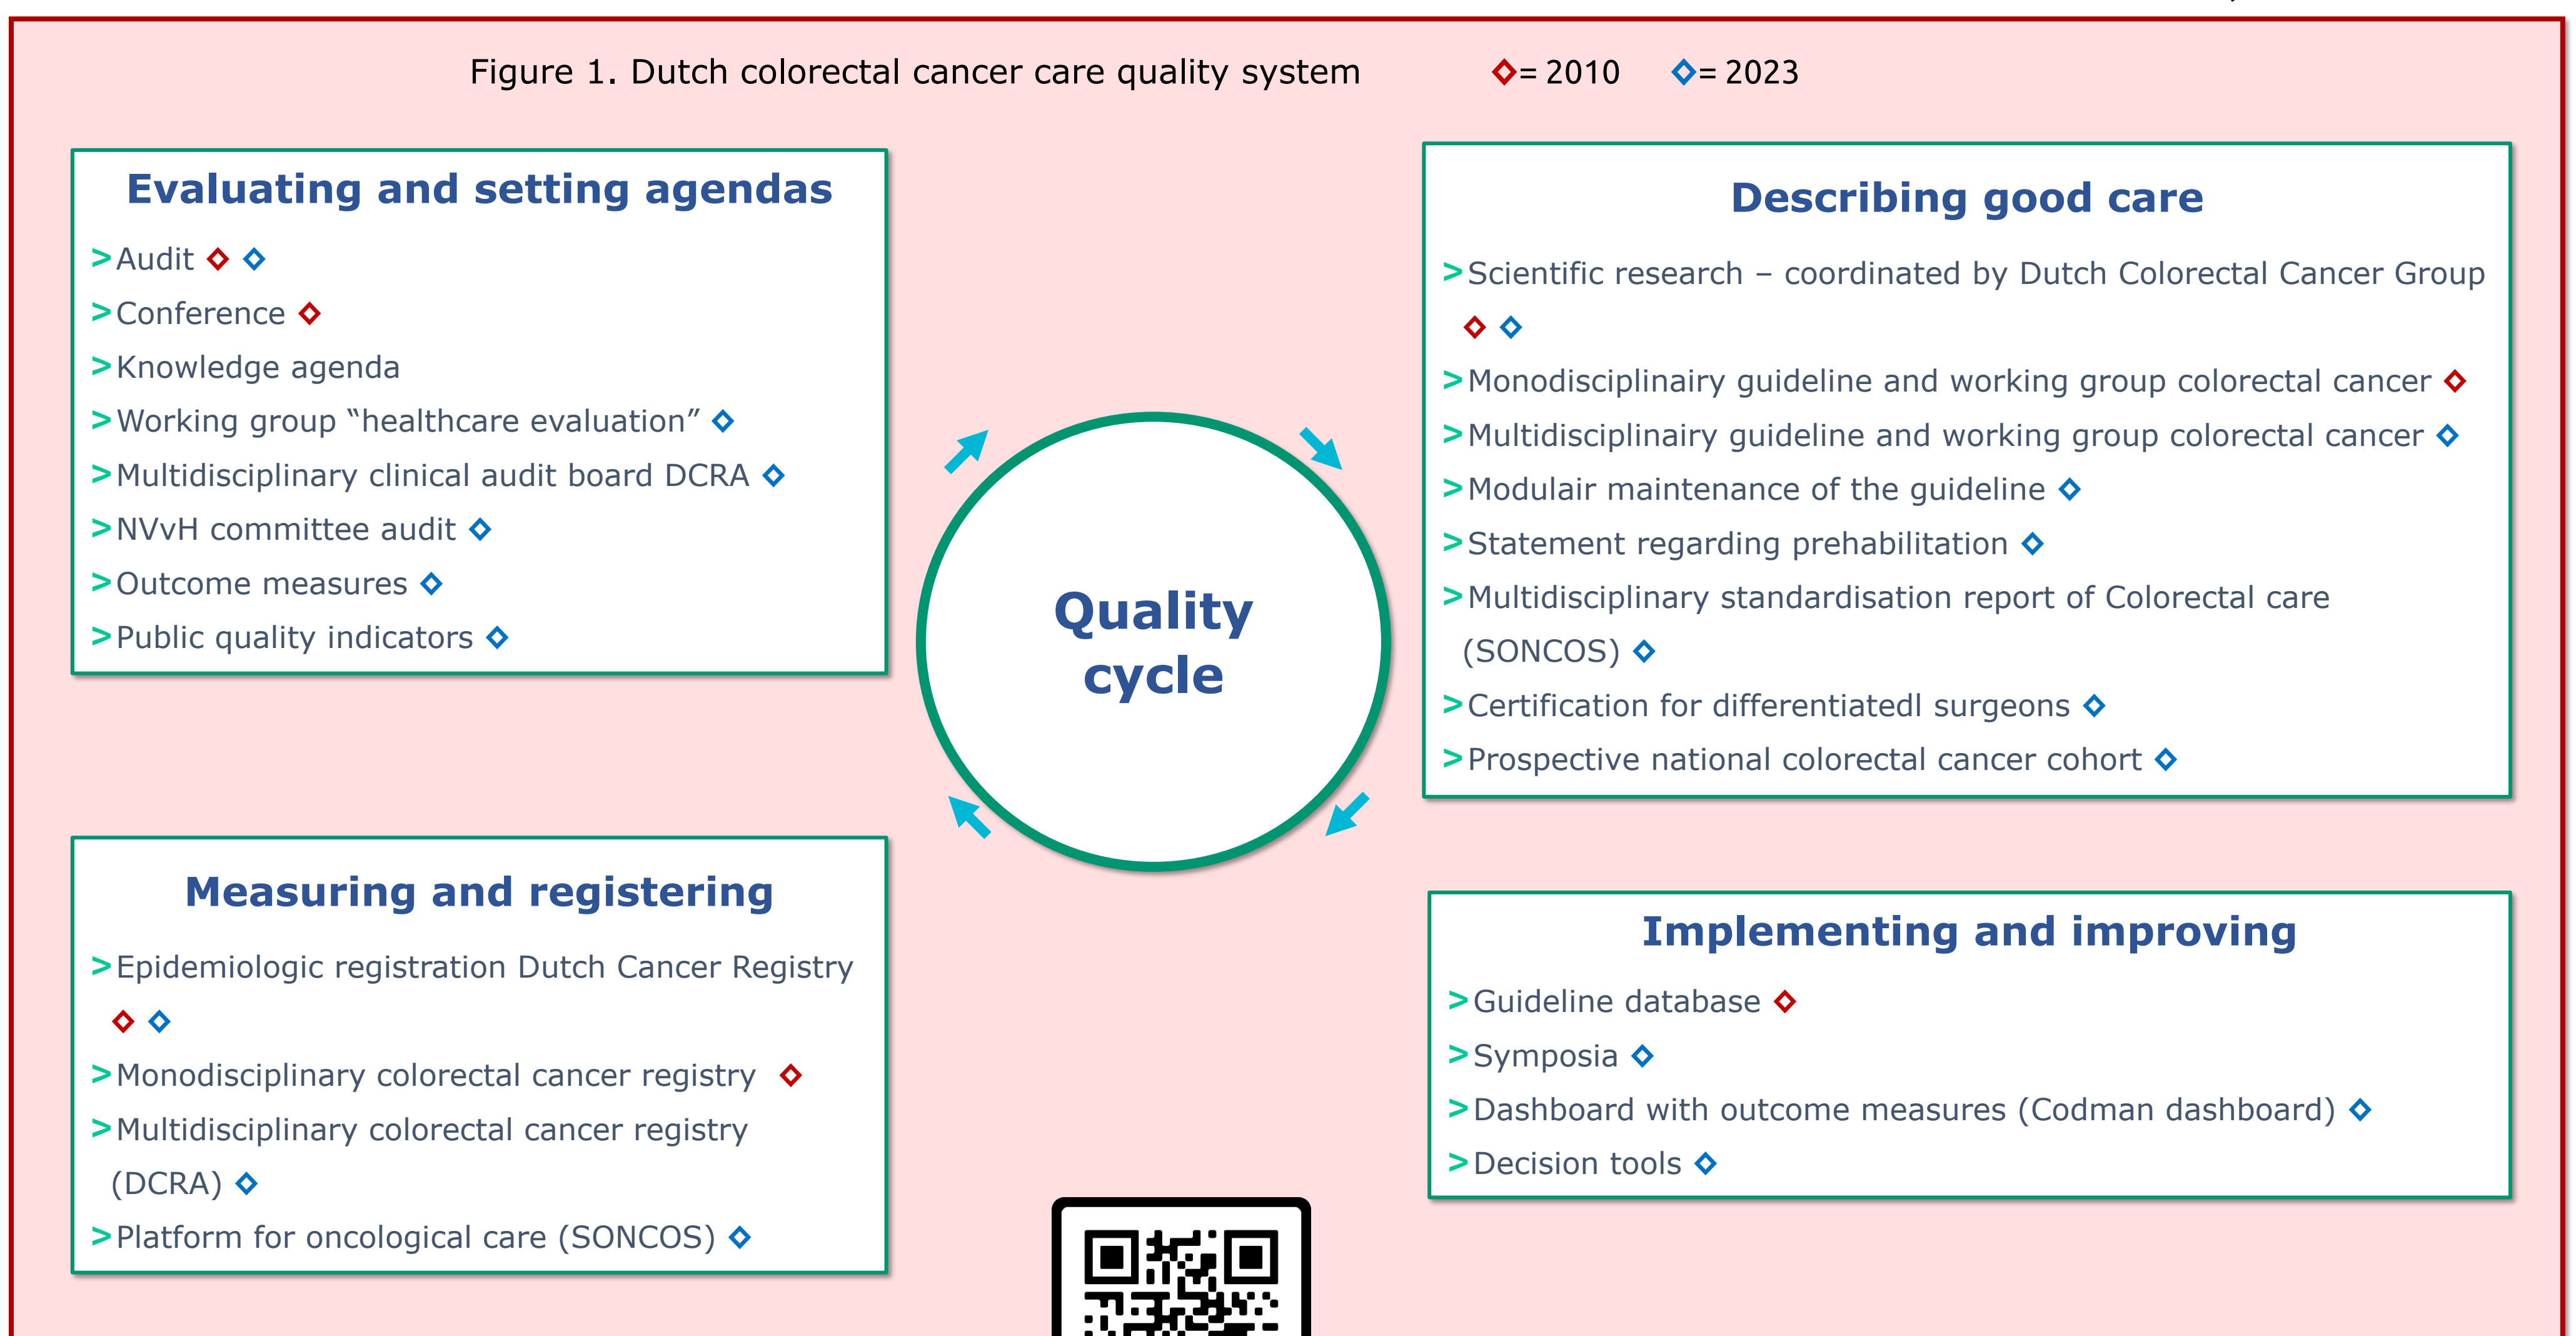 Figure 1. Dutch colorectal cancer care quality system
= 2010
= 2023
Evaluating and setting agendas
>Audit
>Conference
>Knowledge agenda
>Working group “healthcare evaluation”
>Multidisciplinary clinical audit board DCRA
>NVvH committee audit
>Outcome measures
>Public quality indicators
Describing good care
>Scientific research – coordinated by Dutch Colorectal Cancer Group
>Monodisciplinairy guideline and working group colorectal cancer
>Multidisciplinairy guideline and working group colorectal cancer
>Modulair maintenance of the guideline
>Statement regarding prehabilitation
>Multidisciplinary standardisation report of Colorectal care
(SONCOS)
>Certification for differentiatedl surgeons
>Prospective national colorectal cancer cohort
Quality
cycle
Measuring and registering
>Epidemiologic registration Dutch Cancer Registry
>Monodisciplinary colorectal cancer registry
>Multidisciplinary colorectal cancer registry
(DCRA)
>Platform for oncological care (SONCOS)
Implementing and improving
>Guideline database
>Symposia
>Dashboard with outcome measures (Codman dashboard)
>Decision tools